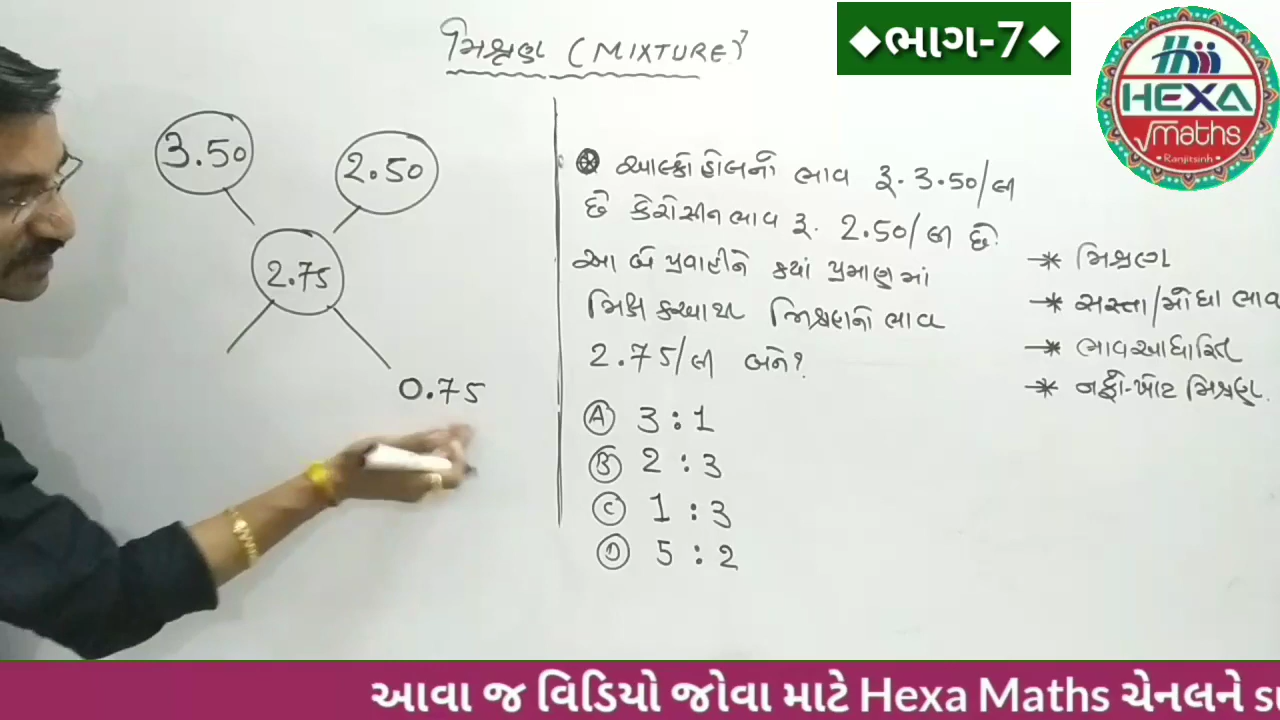 મિશ્રણ (MIXTURE)
◆ભાગ-7◆
HEXA
maths
Ranjitsinh
3.50
2.50
2.75
0.75
આલ્કોહોલનો ભાવ રૂ. 3.50/લી
છે કેરોસીન ભાવ રૂ. 2.50/લી છે.
આ બે પ્રવાહીને ક્યાં પ્રમાણમાં
મિક્ષ કરવાથી મિશ્રણનો ભાવ
2.75/લી બને?
A 3 : 1
B 2 : 3
C 1 : 3
D 5 : 2
* મિશ્રણ
* સસ્તા/મોંઘા ભાવ
* ભાવ આધારિત
* નફો-ખોટ મિશ્રણ.
આવા જ વિડિયો જોવા માટે Hexa Maths ચેનલને su